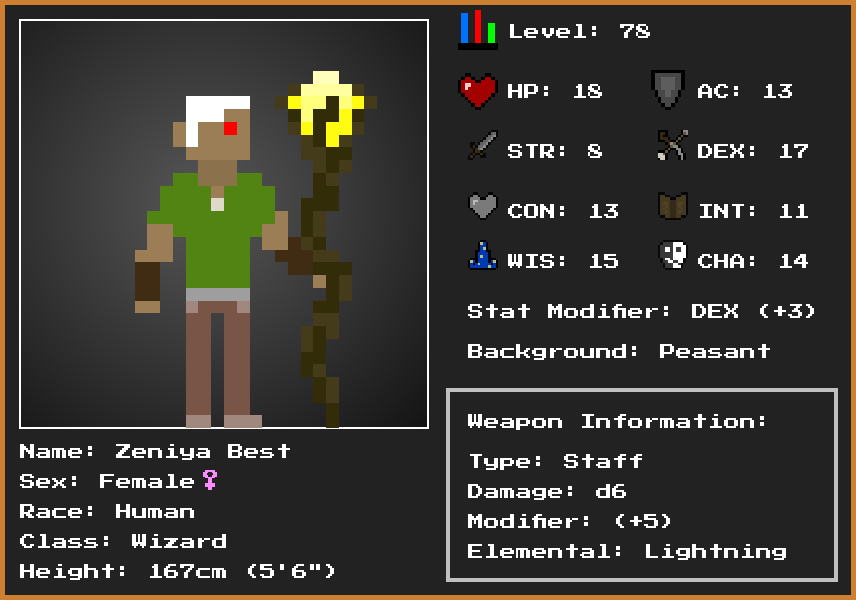 Level: 78
HP: 18
AC: 13
STR: 8
DEX: 17
CON: 13
INT: 11
WIS: 15
CHA: 14
Stat Modifier: DEX (+3)
Background: Peasant
Weapon Information:
Type: Staff
Damage: d6
Modifier: (+5)
Elemental: Lightning
Name: Zeniya Best
Sex: Female♀
Race: Human
Class: Wizard
Height: 167cm (5'6")